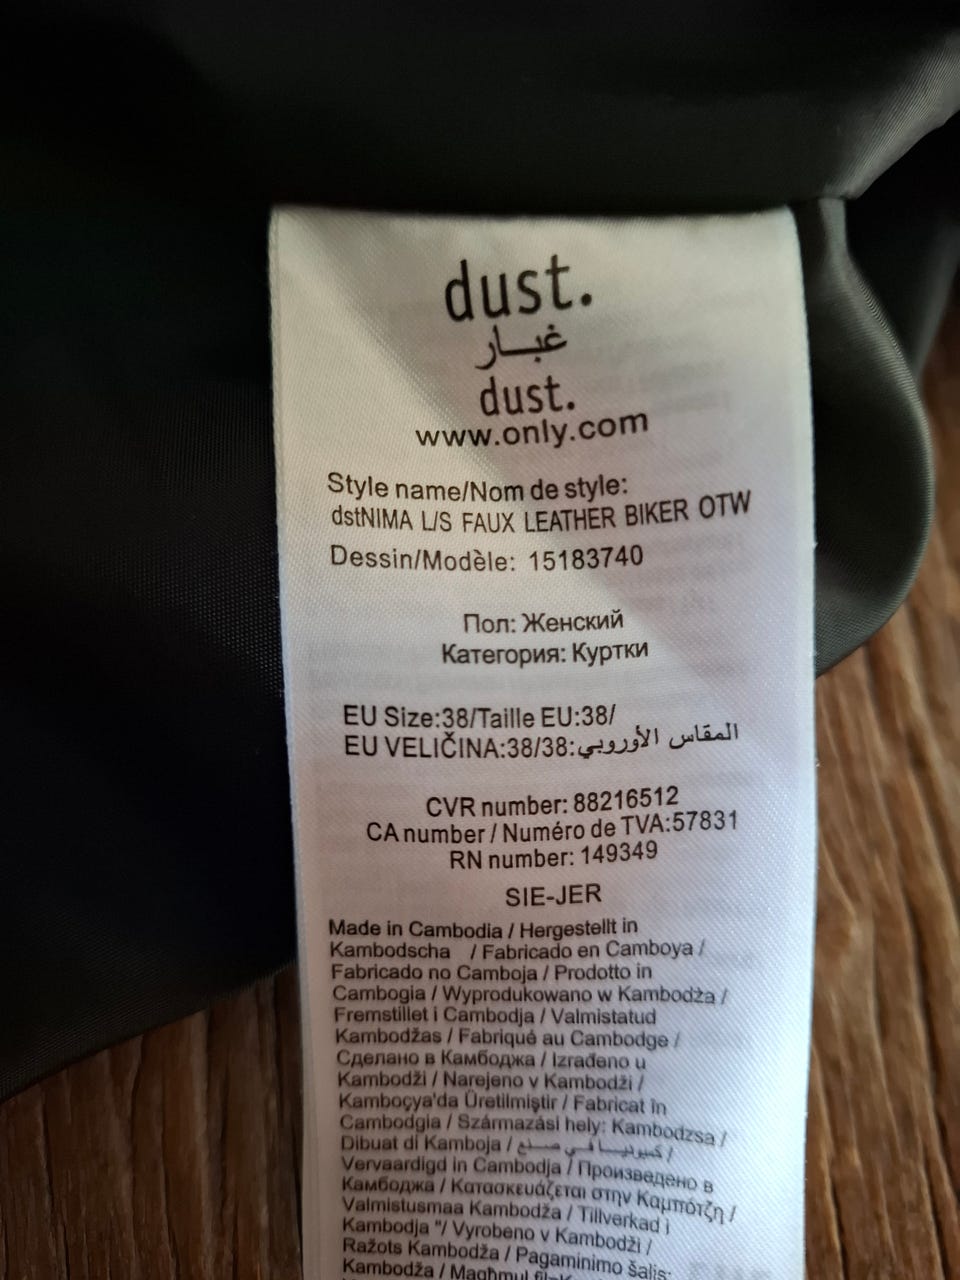 dust.
غبار
dust.
www.only.com
Style name/Nom de style:
dstNIMA L/S FAUX LEATHER BIKER OTW
Dessin/Modèle: 15183740
Пол: Женский
Категория: Куртки
EU Size:38/Taille EU:38/
EU VELIČINA:38/38:المقاس الأوروبي
CVR number: 88216512
CA number / Numéro de TVA:57831
RN number: 149349
SIE-JER
Made in Cambodia / Hergestellt in
Kambodscha / Fabricado en Camboya /
Fabricado no Camboja / Prodotto in
Cambogia / Wyprodukowano w Kambodża /
Fremstillet i Cambodja / Valmistatud
Kambodžas / Fabriqué au Cambodge /
Сделано в Камбоджа / Izrađeno u
Kambodži / Narejeno v Kambodži /
Kamboçya'da Üretilmiştir / Fabricat în
Cambodgia / Származási hely: Kambodzsa /
Dibuat di Kamboja / كمبوديا في صنع /
Vervaardigd in Cambodja / Произведено в
Камбоджа / Κατασκευάζεται στην Καμπότζη /
Valmistusmaa Kambodža / Tillverkad i
Kambodja "/ Vyrobeno v Kambodži /
Ražots Kambodža / Pagaminimo šalis:
Kambodža / Magħmul